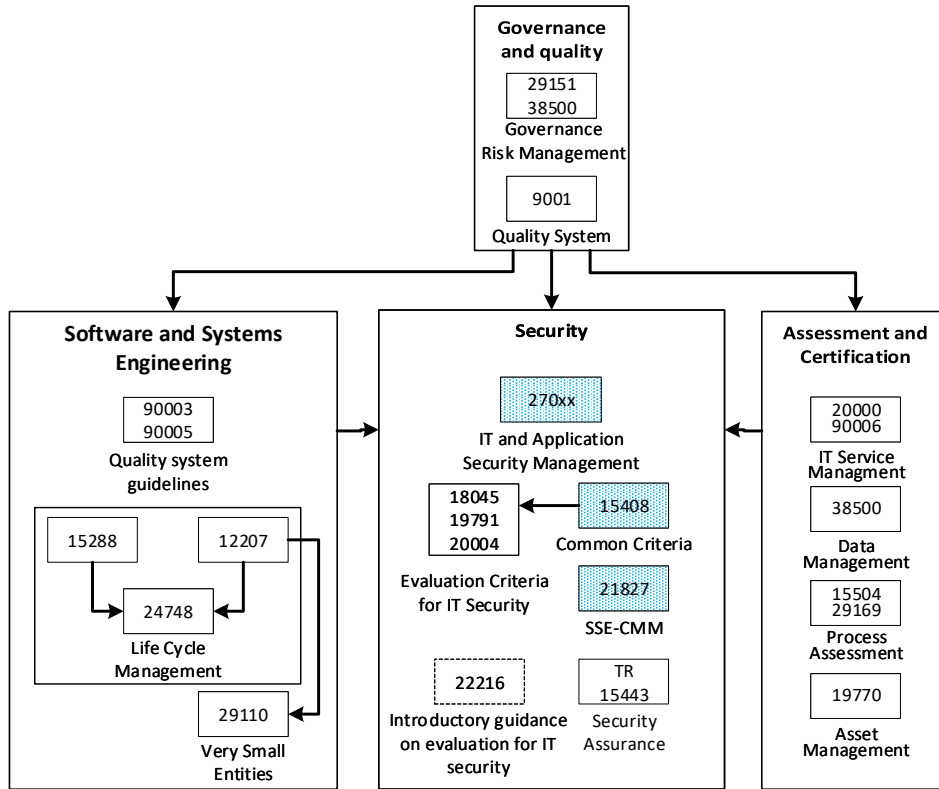 Governance
and quality
29151
38500
Governance
Risk Management
9001
Quality System
Software and Systems
Engineering
90003
90005
Quality system
guidelines
15288
12207
24748
Life Cycle
Management
29110
Very Small
Entities
Security
270xx
IT and Application
Security Management
18045
19791
20004
15408
Common Criteria
Evaluation Criteria
for IT Security
21827
SSE-CMM
22216
Introductory guidance
on evaluation for IT
security
TR
15443
Security
Assurance
Assessment and
Certification
20000
90006
IT Service
Managment
38500
Data
Management
15504
29169
Process
Assessment
19770
Asset
Management